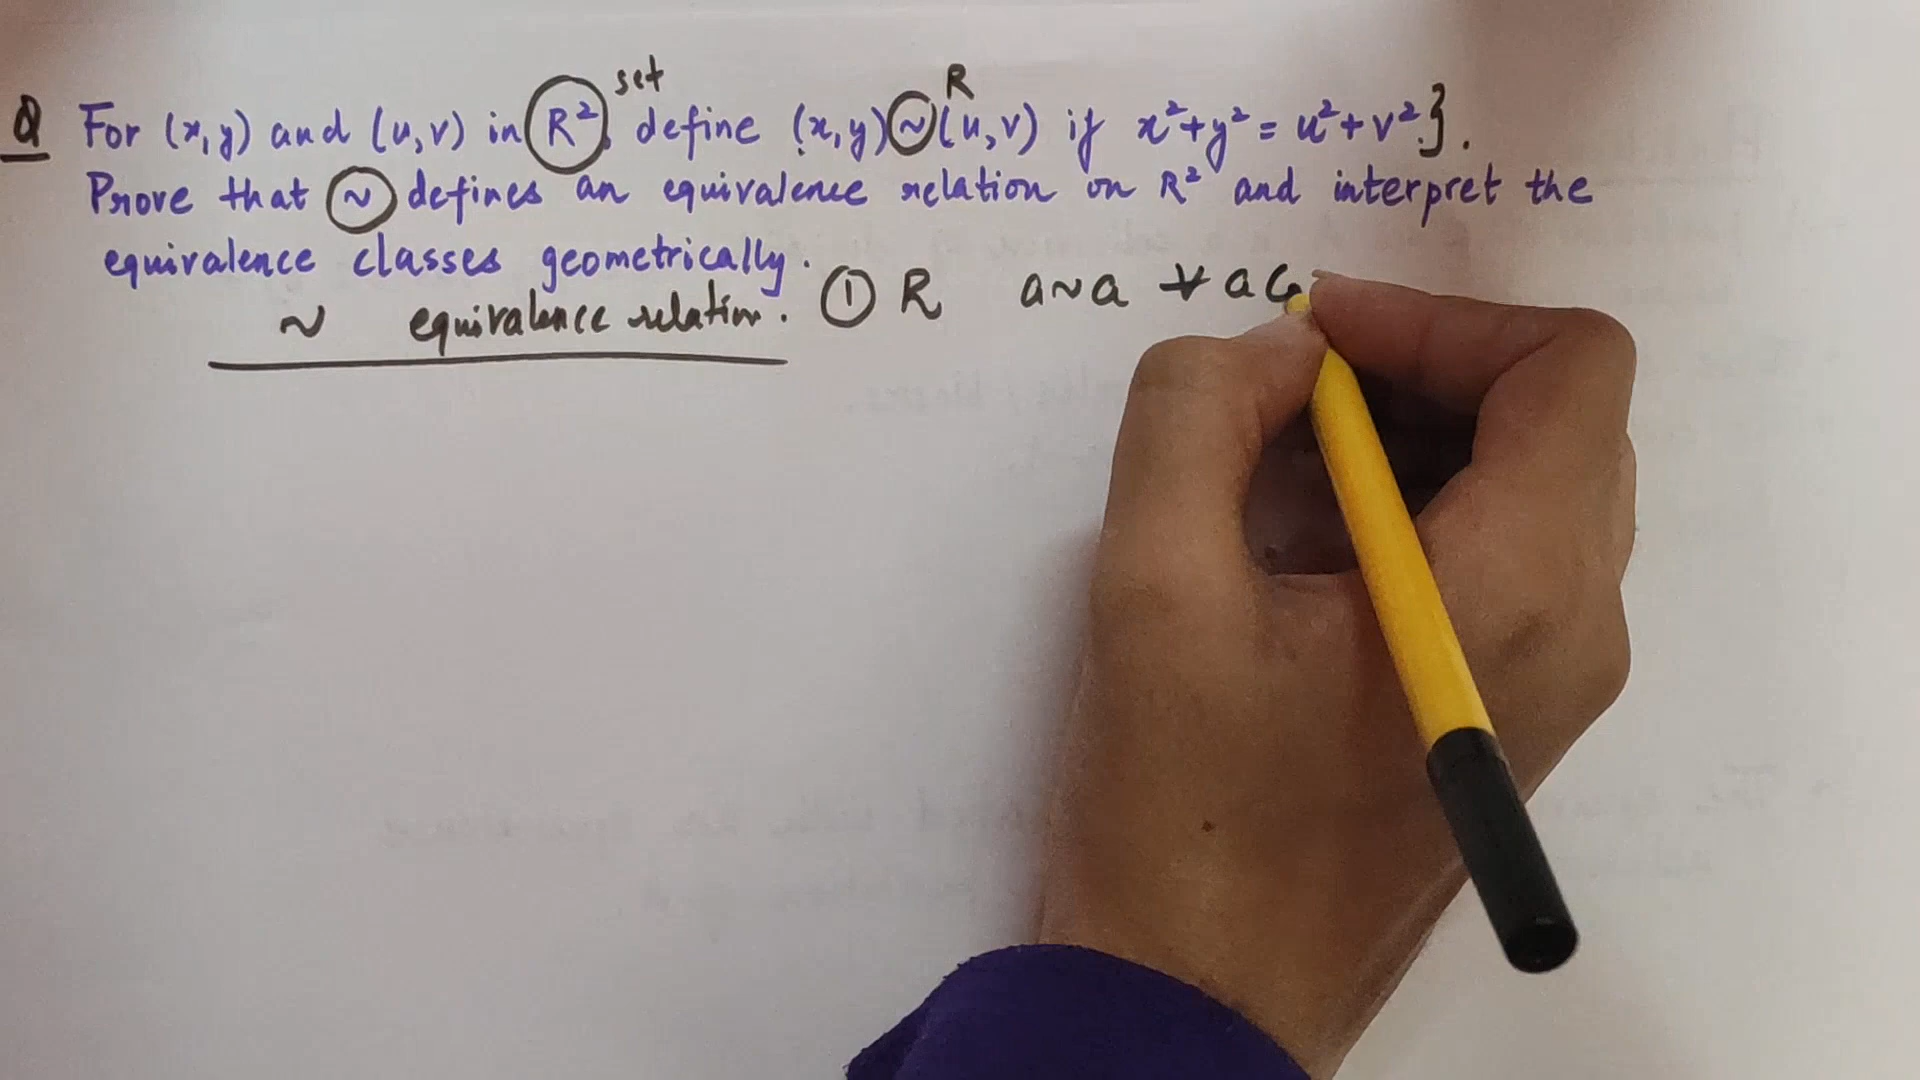 set R
Q For (x,y) and (u,v) in R², define (x,y)~(u,v) if x²+y² = u²+v²}.
Prove that ~ defines an equivalence relation on R² and interpret the
equivalence classes geometrically.
~ equivalence relation. ① R a~a ∀ a